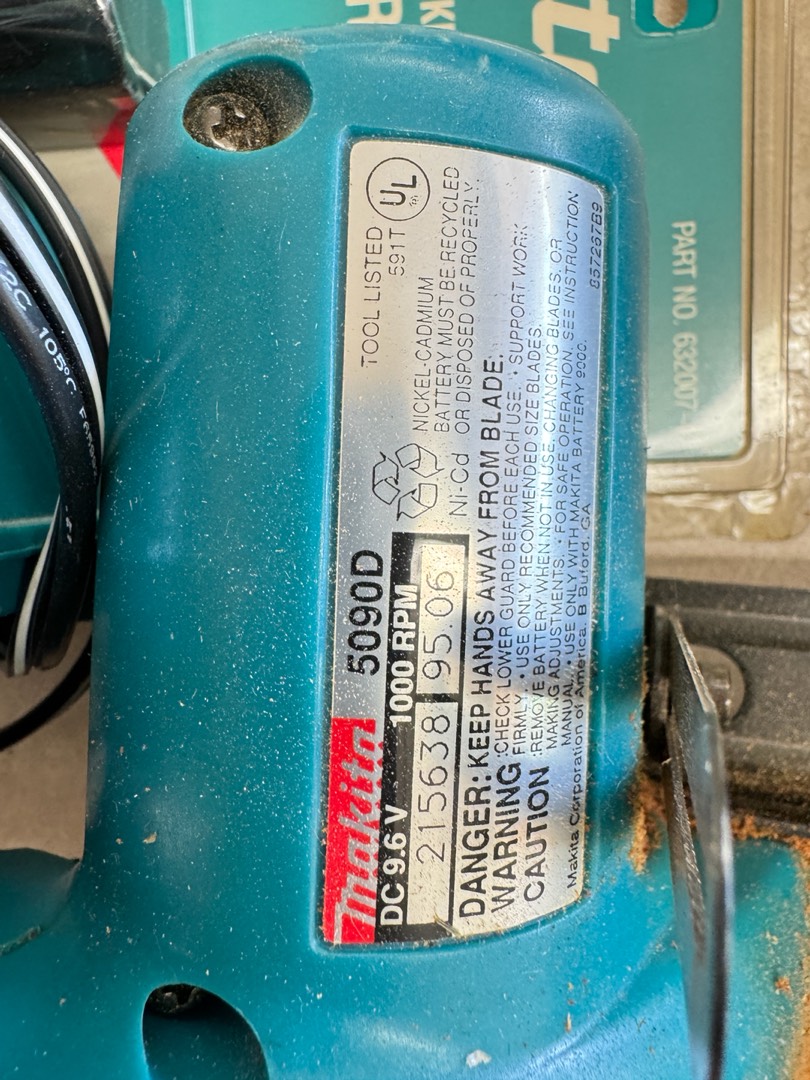 Makita
5090D
DC 9.6 V 1000 RPM
215638 95.06
TOOL LISTED
591T
UL
NICKEL-CADMIUM
BATTERY MUST BE RECYCLED
Ni-Cd OR DISPOSED OF PROPERLY.
DANGER: KEEP HANDS AWAY FROM BLADE.
WARNING :CHECK LOWER GUARD BEFORE EACH USE. • SUPPORT WORK
FIRMLY. • USE ONLY RECOMMENDED SIZE BLADES.
CAUTION :REMOVE BATTERY WHEN NOT IN USE, CHANGING BLADES, OR
MAKING ADJUSTMENTS. • FOR SAFE OPERATION, SEE INSTRUCTION
MANUAL. • USE ONLY WITH MAKITA BATTERY 9000.
Makita Corporation of America. B Buford. GA
857267B9
PART NO. 632007-
2C 105°C